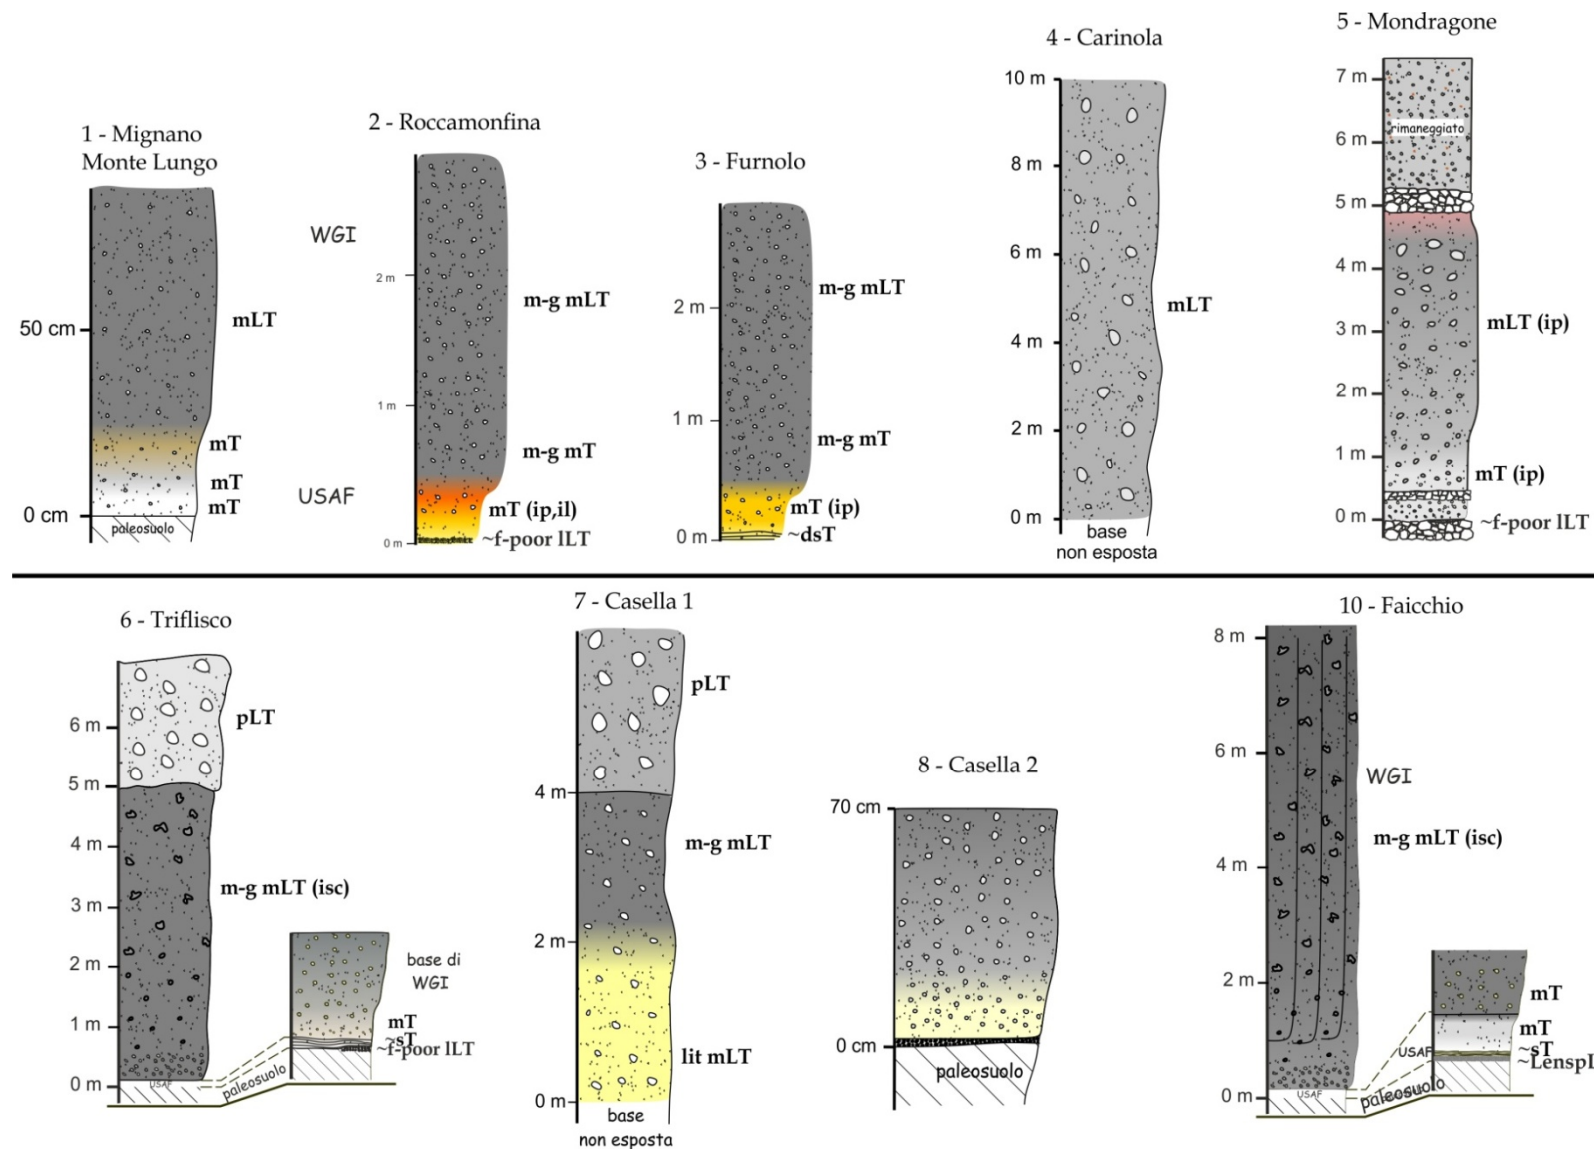 1 - Mignano
Monte Lungo
50 cm
0 cm
mLT
mT
mT
mT
paleosuolo
2 - Roccamonfina
WGI
USAF
2 m
1 m
0 m
m-g mLT
m-g mT
mT (ip,il)
~f-poor lLT
3 - Furnolo
2 m
1 m
0 m
m-g mLT
m-g mT
mT (ip)
~dsT
4 - Carinola
10 m
8 m
6 m
4 m
2 m
0 m
mLT
base
non esposta
5 - Mondragone
7 m
6 m
5 m
4 m
3 m
2 m
1 m
0 m
rimaneggiato
mLT (ip)
mT (ip)
~f-poor lLT
6 - Triflisco
6 m
5 m
4 m
3 m
2 m
1 m
0 m
pLT
m-g mLT (isc)
USAF
paleosuolo
base di
WGI
mT
~sT
~f-poor lLT
7 - Casella 1
4 m
2 m
0 m
pLT
m-g mLT
lit mLT
base
non esposta
8 - Casella 2
70 cm
0 cm
paleosuolo
10 - Faicchio
8 m
6 m
4 m
2 m
0 m
WGI
m-g mLT (isc)
USAF
USAF
paleosuolo
mT
mT
~sT
~Lenspl